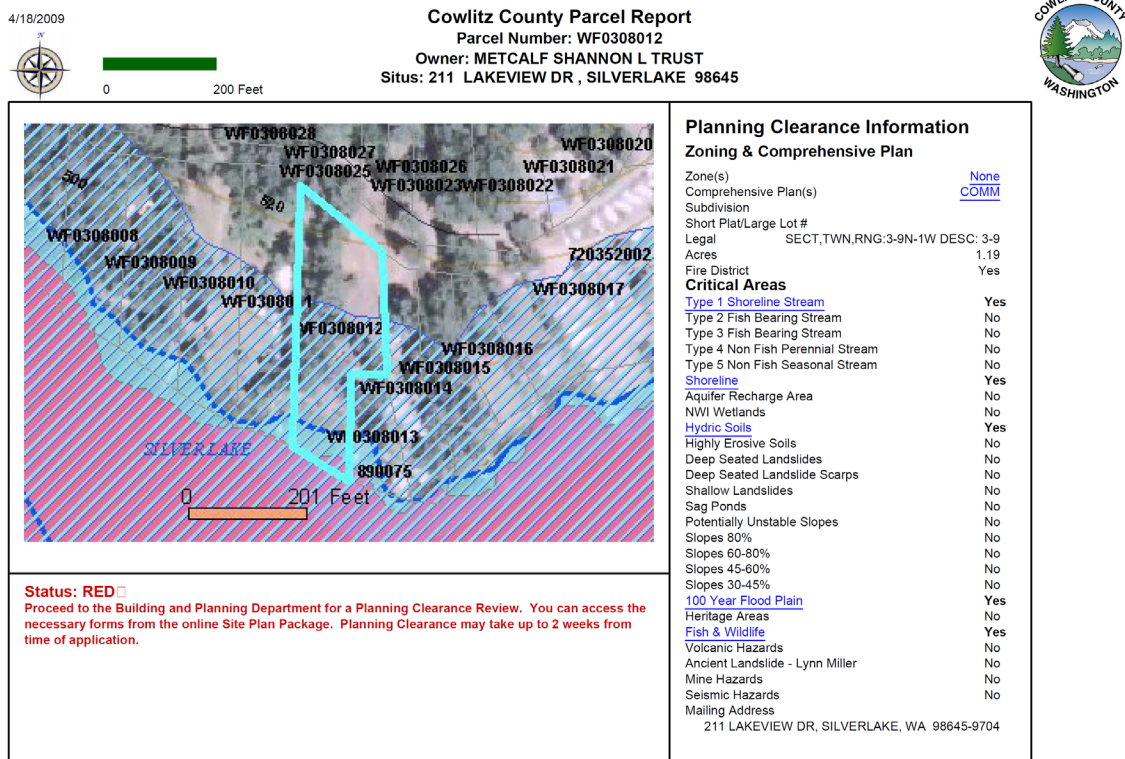 4/18/2009
Cowlitz County Parcel Report
Parcel Number: WF0308012
Owner: METCALF SHANNON L TRUST
Situs: 211 LAKEVIEW DR , SILVERLAKE 98645
N
0 200 Feet
COWLITZ COUNTY
WASHINGTON
WF0308028
WF0308027
WF0308025
WF0308026
WF0308023
WF0308022
WF0308021
WF0308020
500
520
WF0308008
WF0308009
WF0308010
WF0308012
720352002
WF0308017
WF0308016
WF0308015
WF0308014
WF0308013
890075
SILVERLAKE
0 201 Feet
Status: RED
Proceed to the Building and Planning Department for a Planning Clearance Review. You can access the
necessary forms from the online Site Plan Package. Planning Clearance may take up to 2 weeks from
time of application.
Planning Clearance Information
Zoning & Comprehensive Plan
Zone(s) None
Comprehensive Plan(s) COMM
Subdivision
Short Plat/Large Lot #
Legal SECT,TWN,RNG:3-9N-1W DESC: 3-9
Acres 1.19
Fire District Yes
Critical Areas
Type 1 Shoreline Stream Yes
Type 2 Fish Bearing Stream No
Type 3 Fish Bearing Stream No
Type 4 Non Fish Perennial Stream No
Type 5 Non Fish Seasonal Stream No
Shoreline Yes
Aquifer Recharge Area No
NWI Wetlands No
Hydric Soils Yes
Highly Erosive Soils No
Deep Seated Landslides No
Deep Seated Landslide Scarps No
Shallow Landslides No
Sag Ponds No
Potentially Unstable Slopes No
Slopes 80% No
Slopes 60-80% No
Slopes 45-60% No
Slopes 30-45% No
100 Year Flood Plain Yes
Heritage Areas No
Fish & Wildlife Yes
Volcanic Hazards No
Ancient Landslide - Lynn Miller No
Mine Hazards No
Seismic Hazards No
Mailing Address
211 LAKEVIEW DR, SILVERLAKE, WA 98645-9704